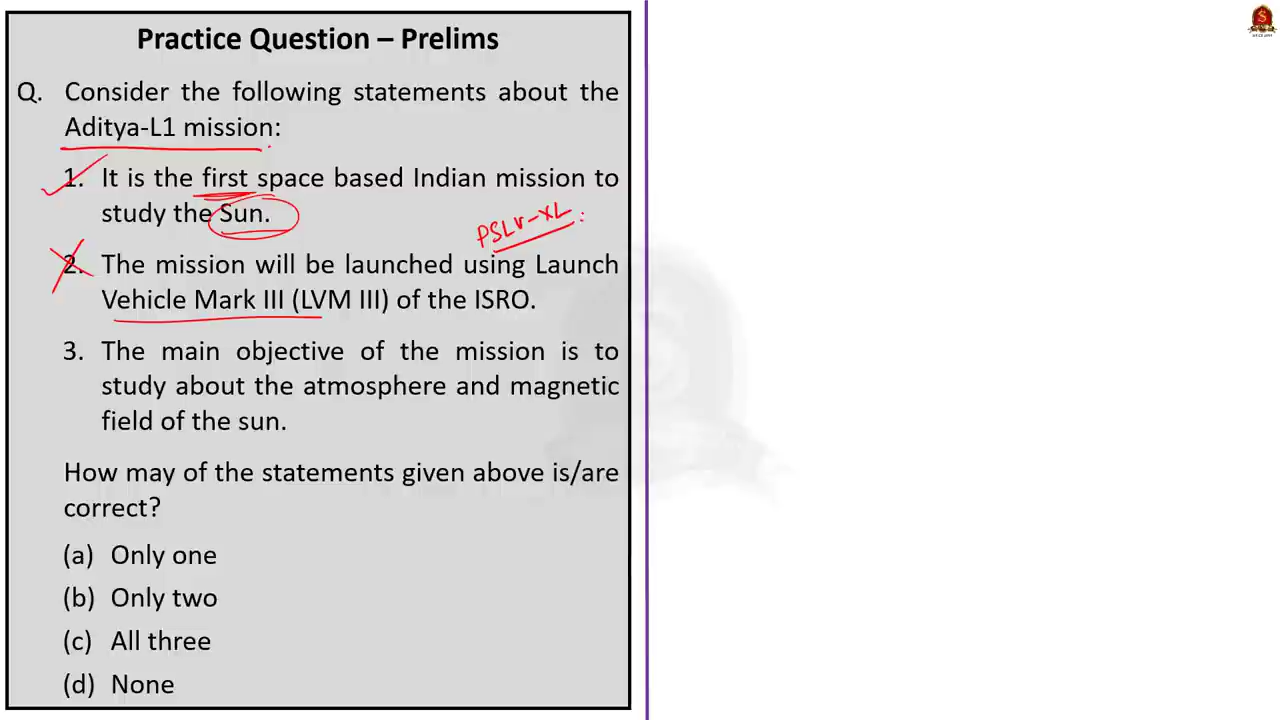 Practice Question – Prelims
Q. Consider the following statements about the
Aditya-L1 mission:
1. It is the first space based Indian mission to
study the Sun.
PSLV-XL
2. The mission will be launched using Launch
Vehicle Mark III (LVM III) of the ISRO.
3. The main objective of the mission is to
study about the atmosphere and magnetic
field of the sun.
How may of the statements given above is/are
correct?
(a) Only one
(b) Only two
(c) All three
(d) None